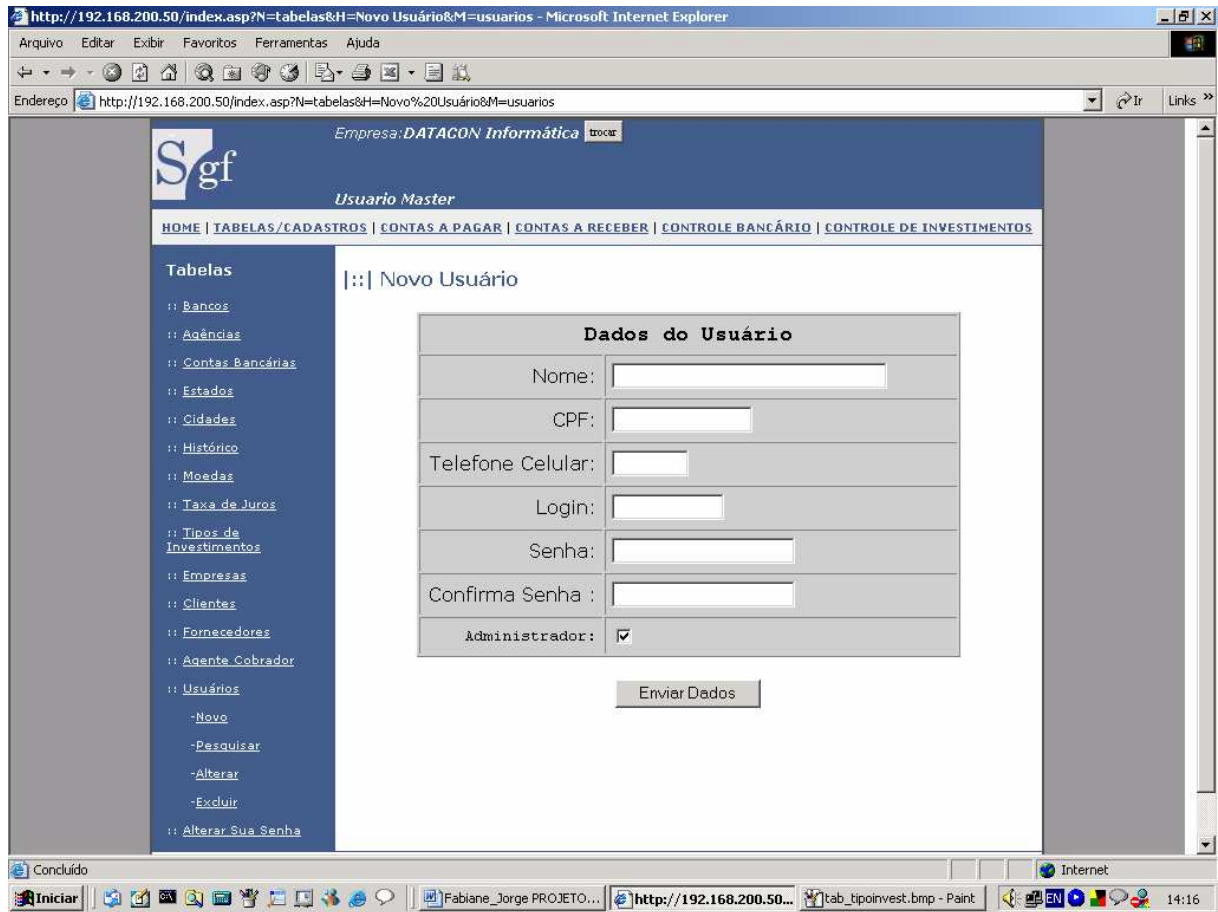 http://192.168.200.50/index.asp?N=tabelas&H=Novo Usuário&M=usuarios - Microsoft Internet Explorer
Arquivo Editar Exibir Favoritos Ferramentas Ajuda
Endereço http://192.168.200.50/index.asp?N=tabelas&H=Novo%20Usuário&M=usuarios Ir Links »
Sgf
Empresa:DATACON Informática trocar
Usuario Master
HOME | TABELAS/CADASTROS | CONTAS A PAGAR | CONTAS A RECEBER | CONTROLE BANCÁRIO | CONTROLE DE INVESTIMENTOS
Tabelas
:: Bancos
:: Agências
:: Contas Bancárias
:: Estados
:: Cidades
:: Histórico
:: Moedas
:: Taxa de Juros
:: Tipos de
Investimentos
:: Empresas
:: Clientes
:: Fornecedores
:: Agente Cobrador
:: Usuários
-Novo
-Pesquisar
-Alterar
-Excluir
:: Alterar Sua Senha
|::| Novo Usuário
Dados do Usuário
Nome:
CPF:
Telefone Celular:
Login:
Senha:
Confirma Senha :
Administrador:
Enviar Dados
Concluído Internet
Iniciar Fabiane_Jorge PROJETO... http://192.168.200.50... tab_tipoinvest.bmp - Paint EN 14:16